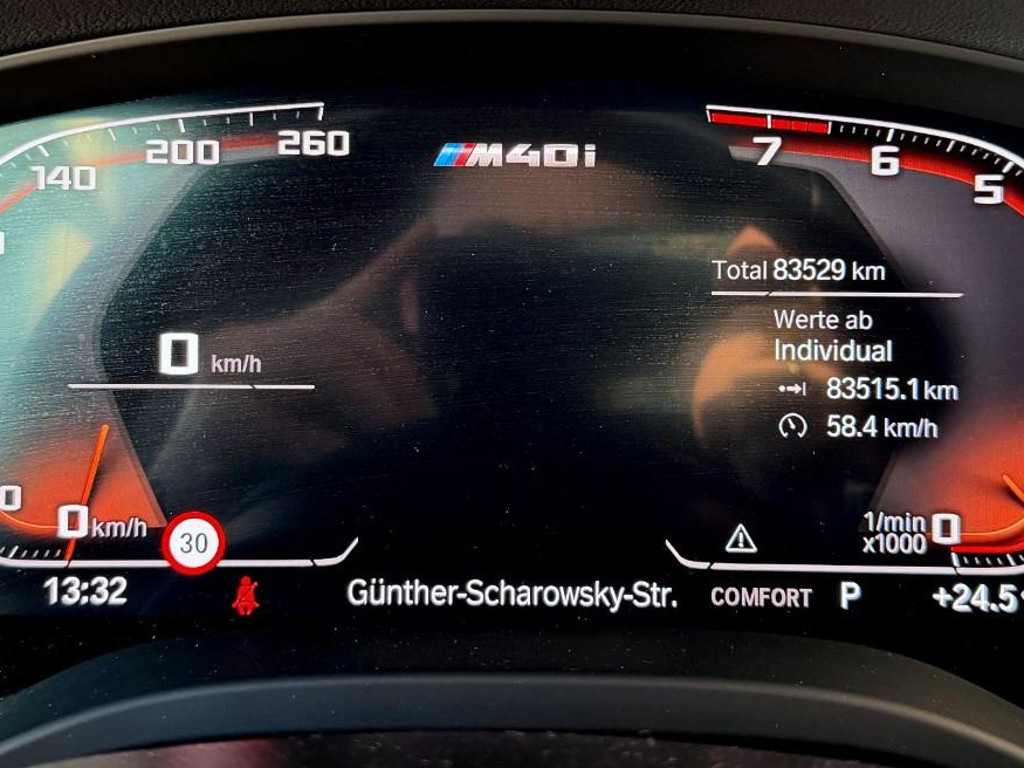 140
200
260
M40i
7
6
5
Total 83529 km
Werte ab
Individual
83515.1 km
58.4 km/h
0 km/h
0 km/h
30
1/min
x1000
0
13:32
Günther-Scharowsky-Str.
COMFORT
P
+24.5